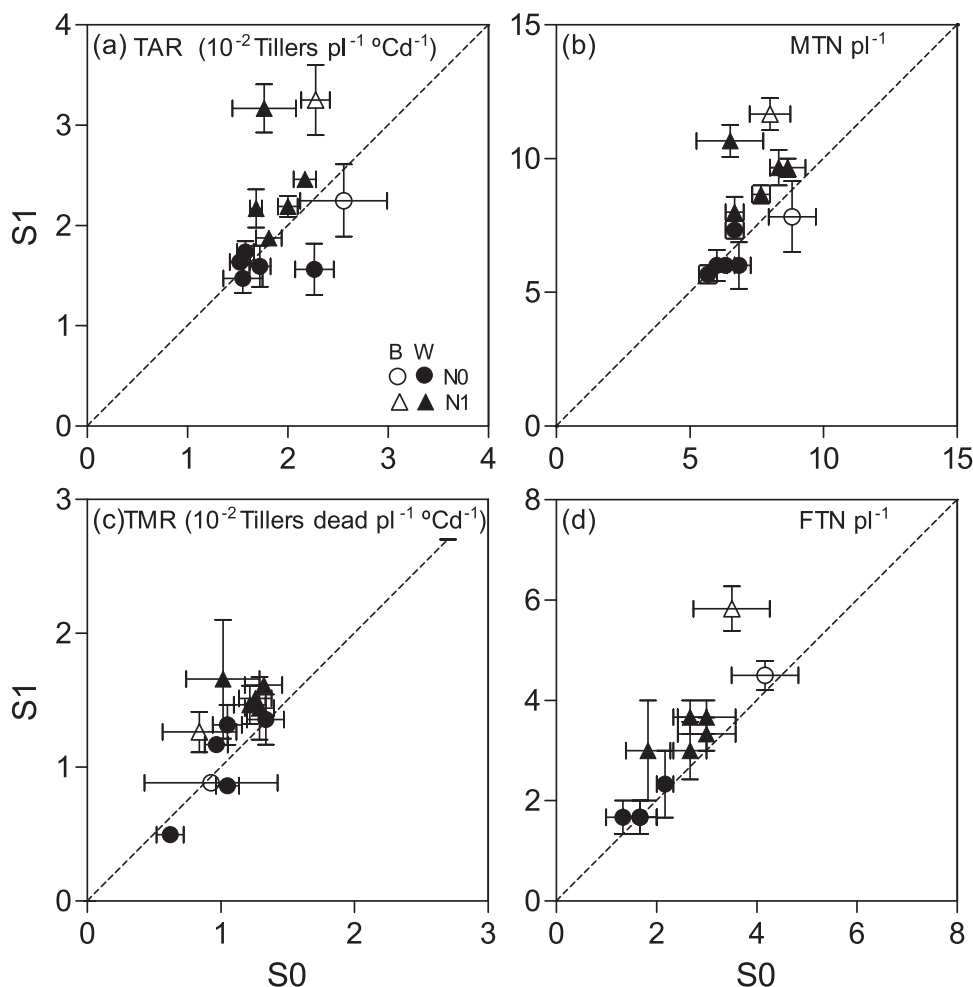 4
(a) TAR (10⁻² Tillers pl⁻¹ ºCd⁻¹)
3
2
1
0
S1
B W
N0
N1
0 1 2 3 4
15
(b) MTN pl⁻¹
10
5
0
0 5 10 15
3
(c) TMR (10⁻² Tillers dead pl⁻¹ ºCd⁻¹)
2
1
0
S1
0 1 2 3
S0
8
(d) FTN pl⁻¹
6
4
2
0
0 2 4 6 8
S0